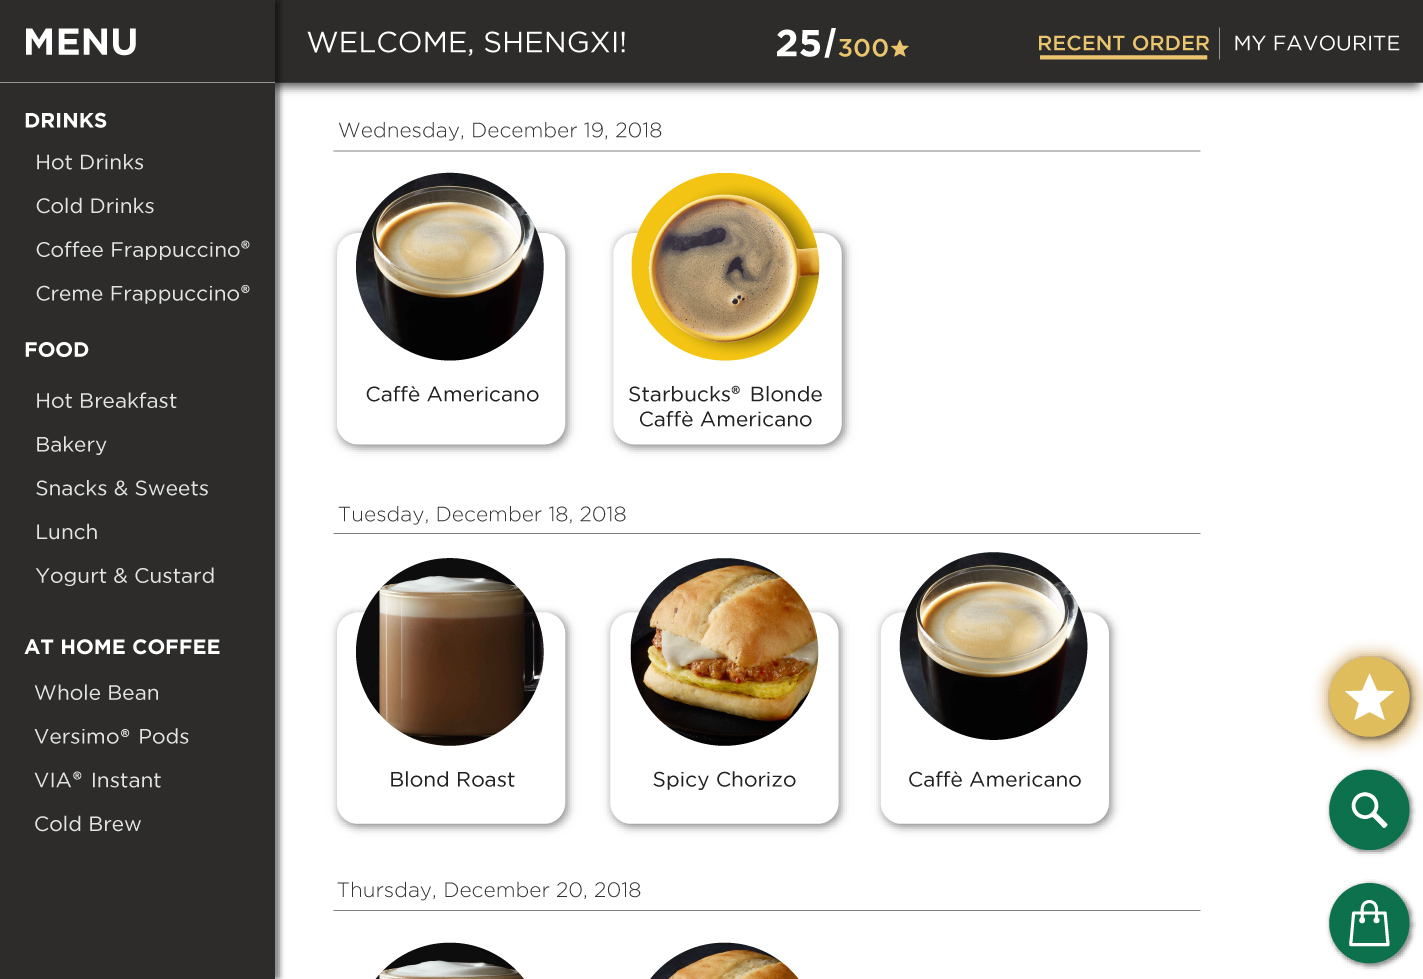 MENU
WELCOME, SHENGXI!
25/300★
RECENT ORDER
MY FAVOURITE
DRINKS
Hot Drinks
Cold Drinks
Coffee Frappuccino®
Creme Frappuccino®
FOOD
Hot Breakfast
Bakery
Snacks & Sweets
Lunch
Yogurt & Custard
AT HOME COFFEE
Whole Bean
Versimo® Pods
VIA® Instant
Cold Brew
Wednesday, December 19, 2018
Caffè Americano
Starbucks® Blonde
Caffè Americano
Tuesday, December 18, 2018
Blond Roast
Spicy Chorizo
Caffè Americano
Thursday, December 20, 2018